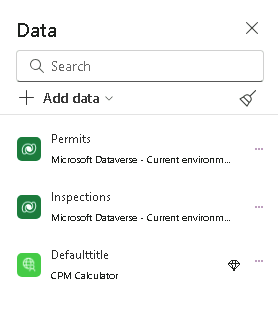 Data
Search
Add data
Permits
Microsoft Dataverse - Current environm...
Inspections
Microsoft Dataverse - Current environm...
Defaulttitle
CPM Calculator